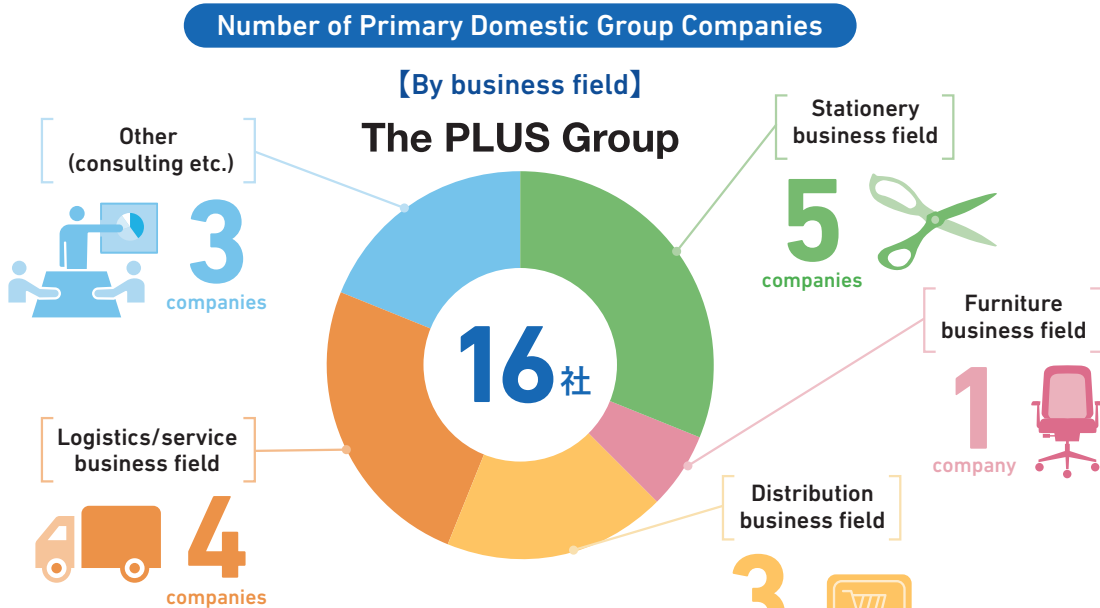 Number of Primary Domestic Group Companies
【By business field】
The PLUS Group
Other
(consulting etc.)
3
companies
Stationery
business field
5
companies
Furniture
business field
1
company
16社
Logistics/service
business field
4
companies
Distribution
business field
3